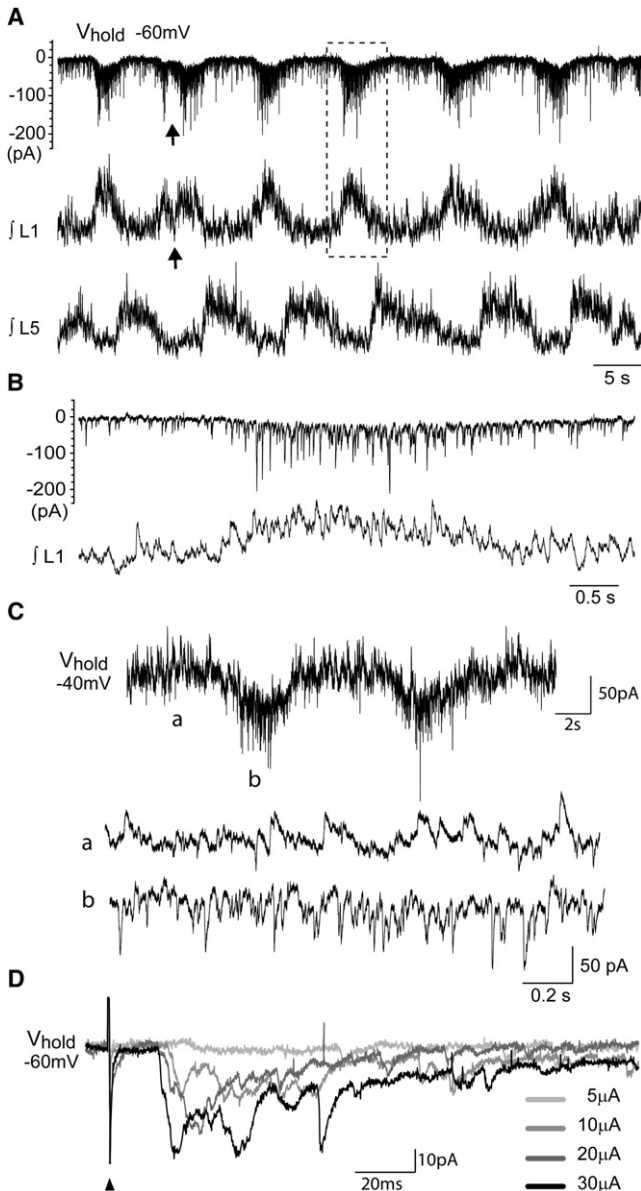 A
Vhold -60mV
0
-100
-200
(pA)
∫ L1
∫ L5
5 s
B
0
-100
-200
(pA)
∫ L1
0.5 s
C
Vhold
-40mV
a
b
50pA
2s
a
b
50 pA
0.2 s
D
Vhold
-60mV
5µA
10µA
20µA
30µA
10pA
20ms